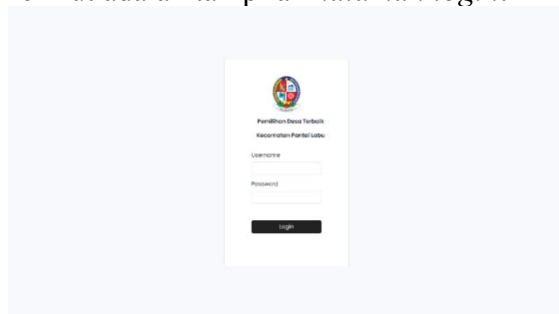 Pemilihan Desa Terbaik
Kecamatan Pantai Labu
Username
Password
Login